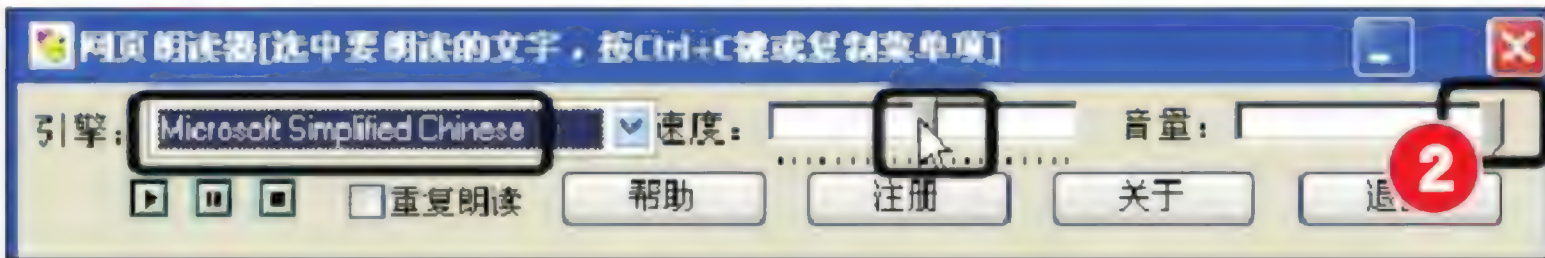 网页朗读器[选中要朗读的文字，按Ctrl+C键或复制菜单项]
引擎： Microsoft Simplified Chinese 速度： 音量：
重复朗读 帮助 注册 关于 退
2